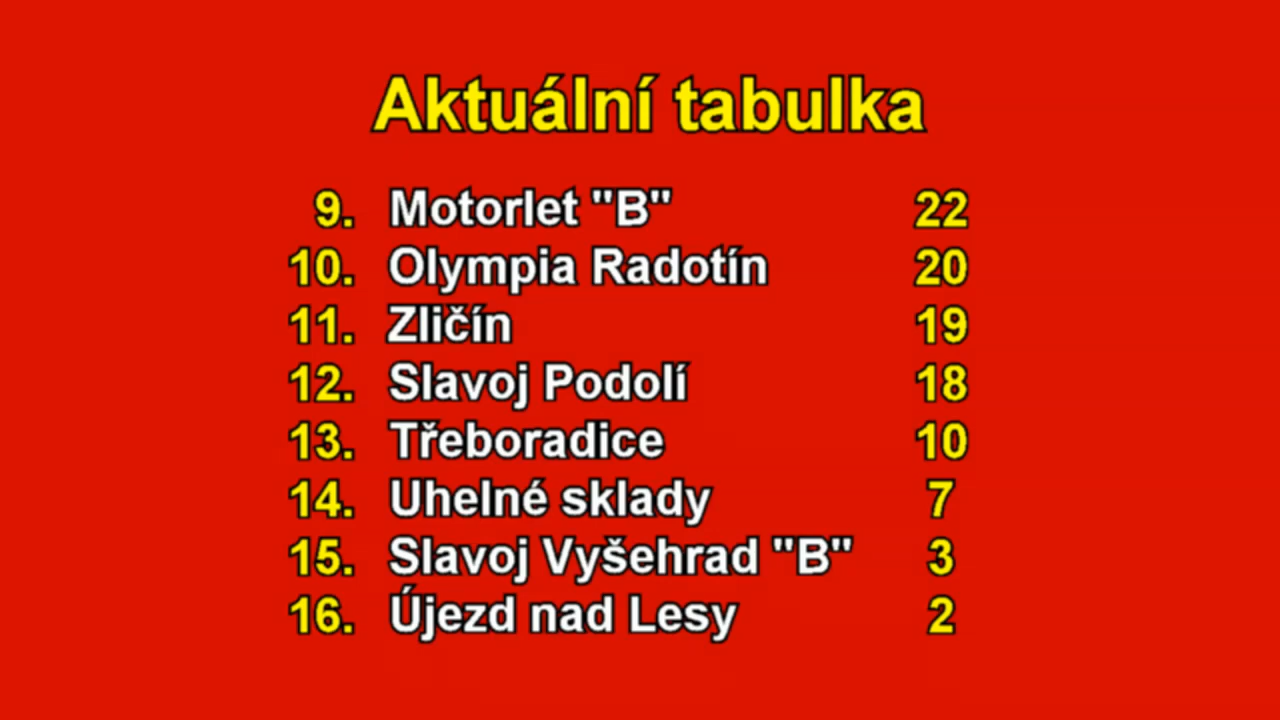 Aktuální tabulka
9. Motorlet "B" 22
10. Olympia Radotín 20
11. Zličín 19
12. Slavoj Podolí 18
13. Třeboradice 10
14. Uhelné sklady 7
15. Slavoj Vyšehrad "B" 3
16. Újezd nad Lesy 2